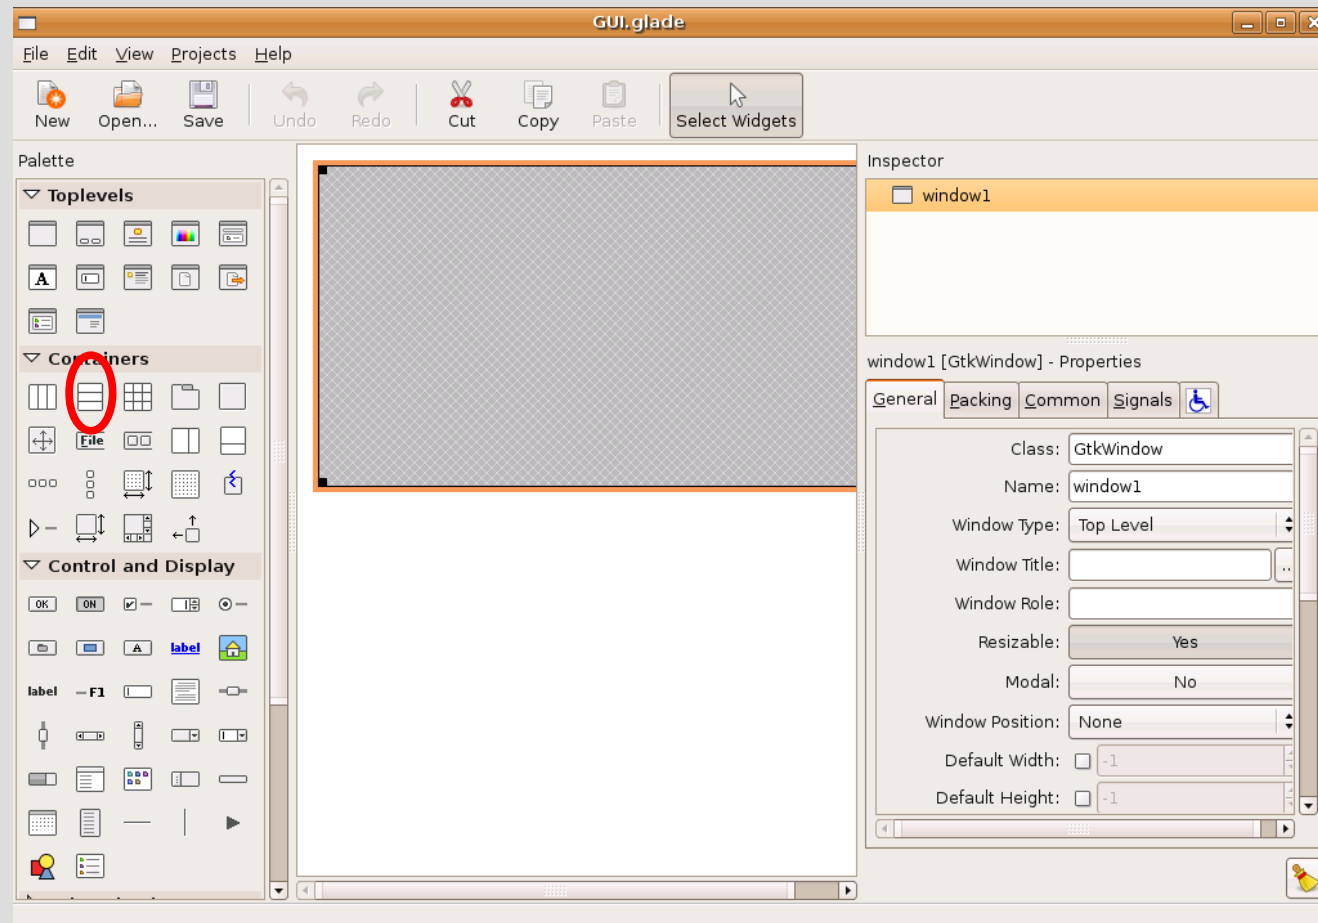 GUI.glade
File Edit View Projects Help
New Open... Save Undo Redo Cut Copy Paste Select Widgets
Palette
Toplevels
A
Containers
File
Control and Display
OK ON
A label
label F1
Inspector
window1
window1 [GtkWindow] - Properties
General Packing Common Signals
Class: GtkWindow
Name: window1
Window Type: Top Level
Window Title: ..
Window Role:
Resizable: Yes
Modal: No
Window Position: None
Default Width: -1
Default Height: -1